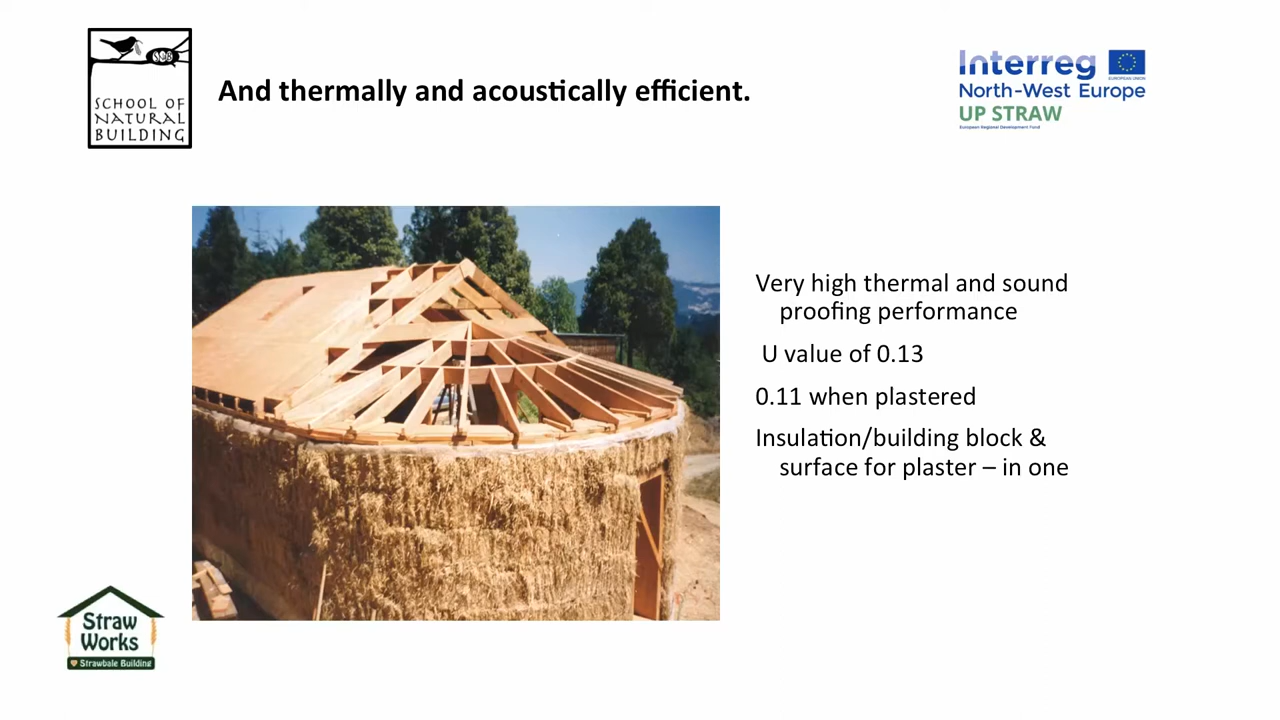 SCHOOL OF
NATURAL
BUILDING
And thermally and acoustically efficient.
Interreg
EUROPEAN UNION
North-West Europe
UP STRAW
European Regional Development Fund
Very high thermal and sound
proofing performance
U value of 0.13
0.11 when plastered
Insulation/building block &
surface for plaster – in one
Straw
Works
Strawbale Building